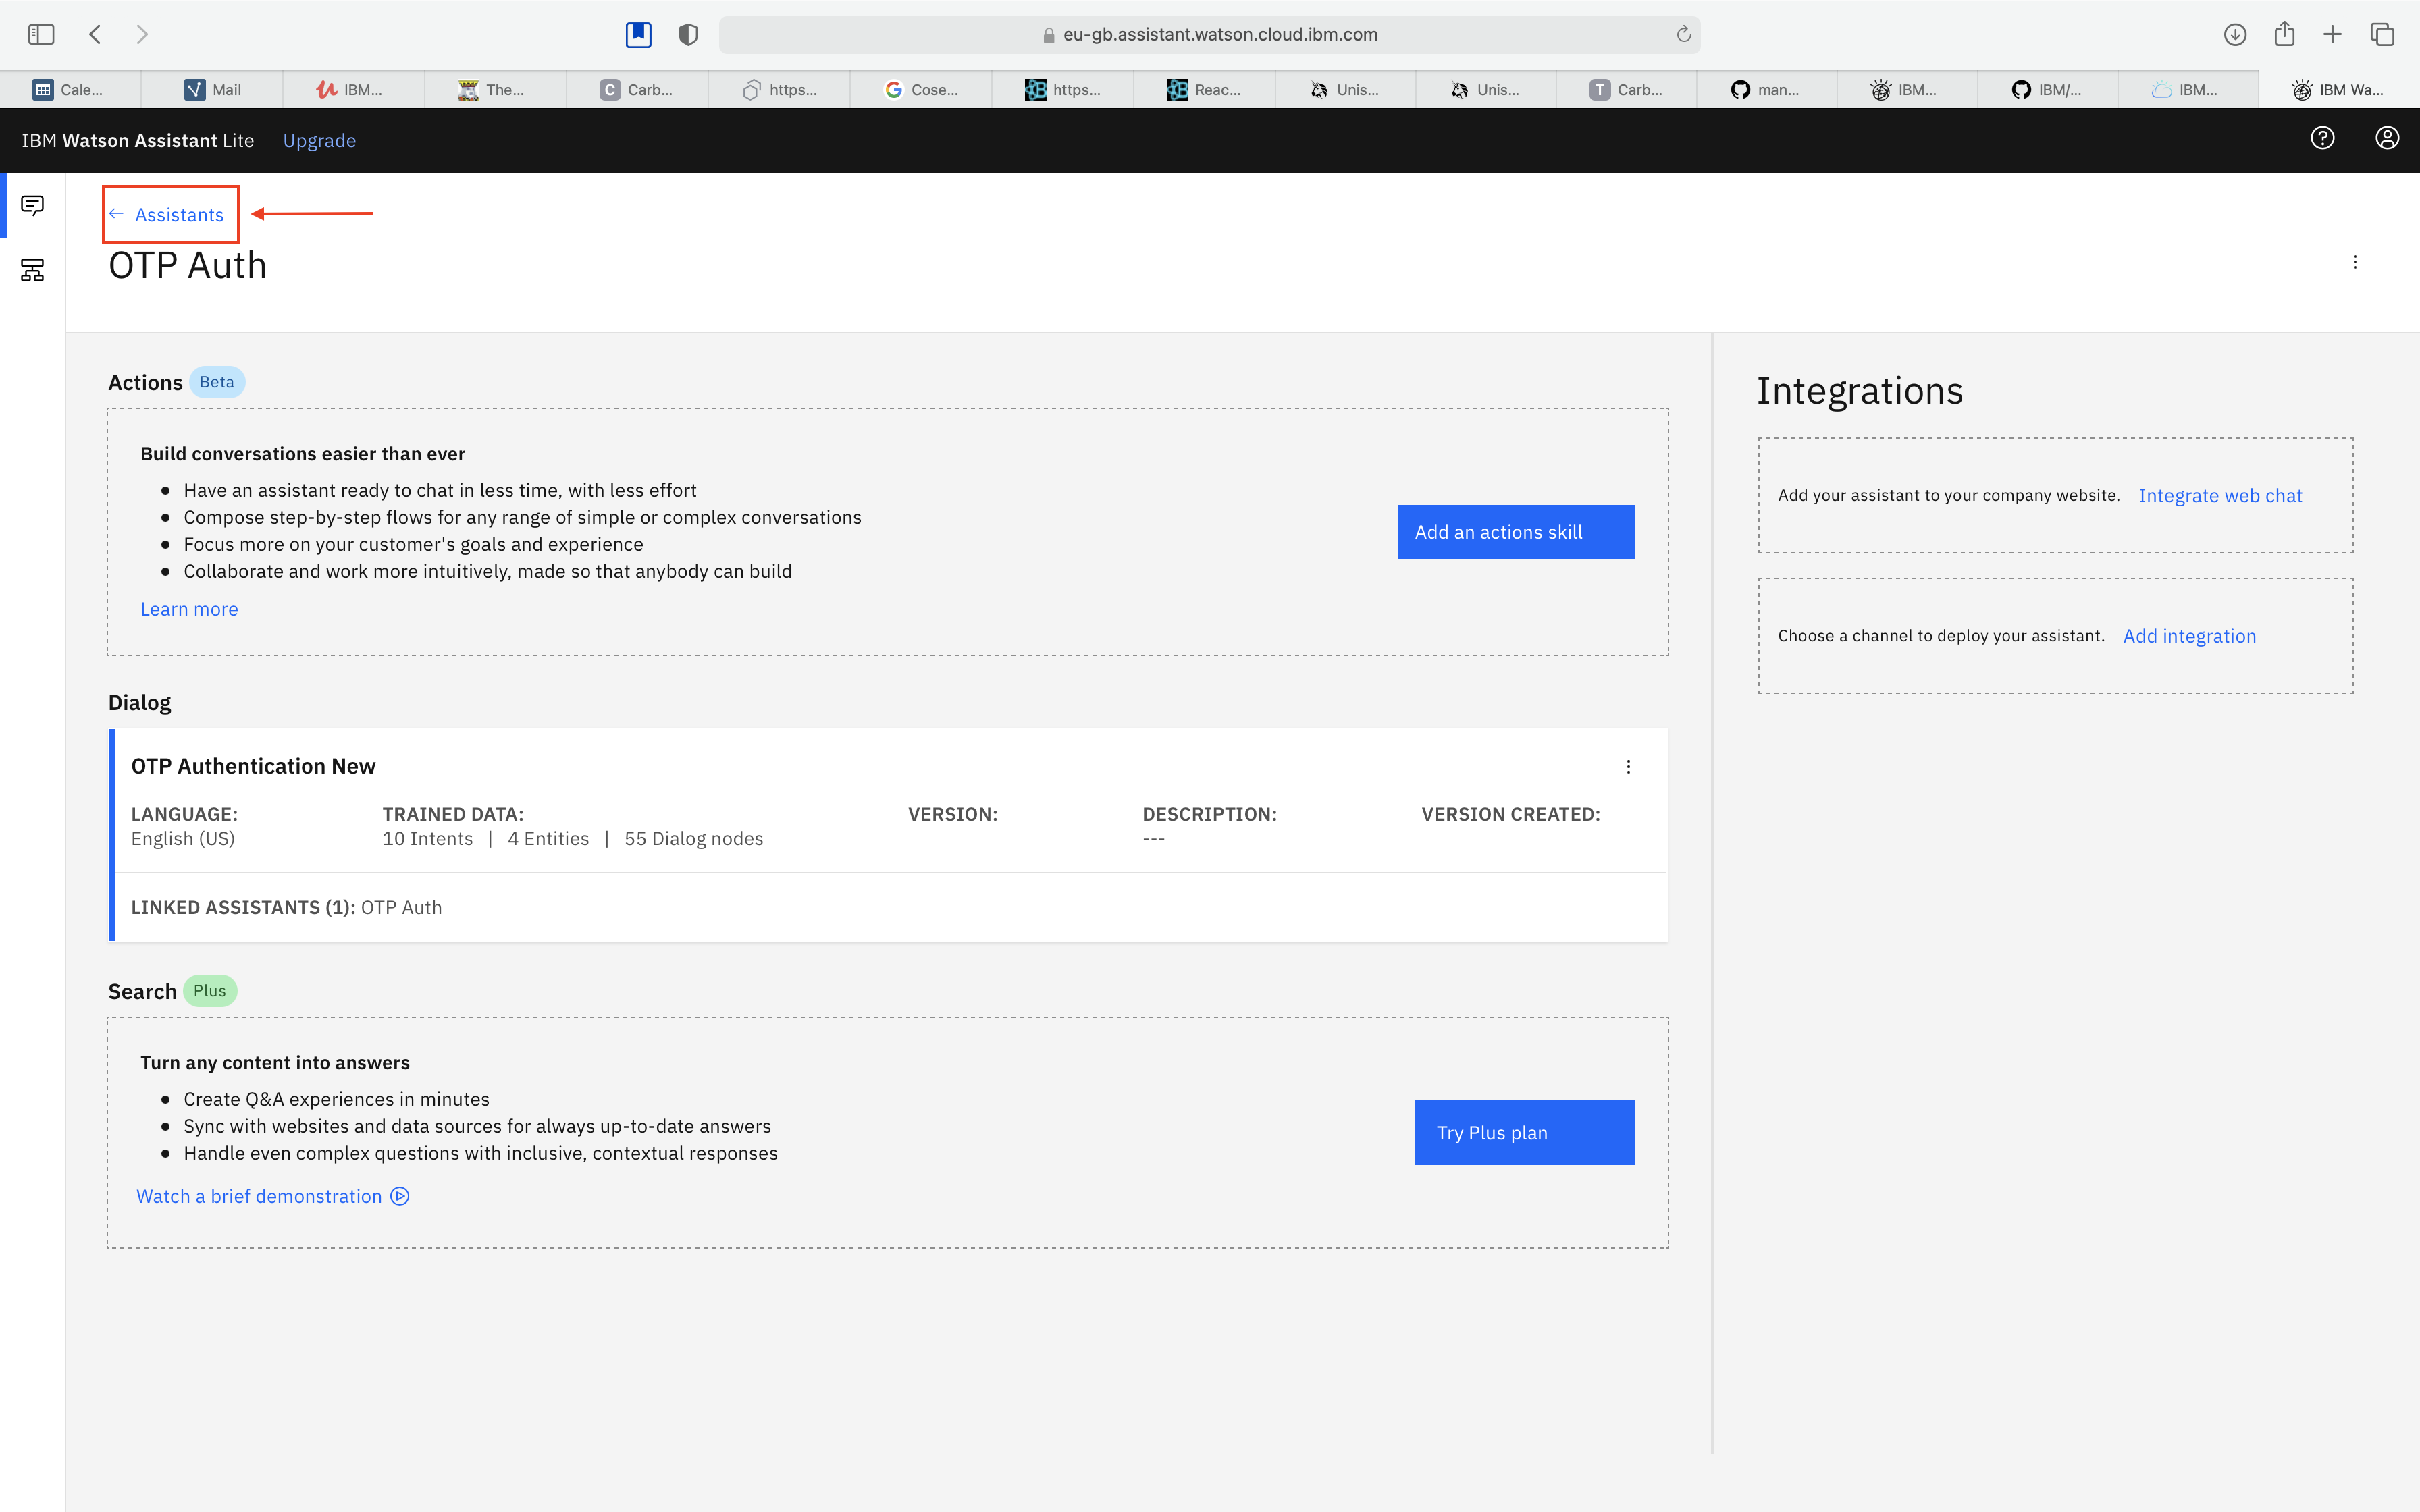 eu-gb.assistant.watson.cloud.ibm.com
Cale...
Mail
IBM...
The...
C Carb...
https...
Cose...
https...
Reac...
Unis...
Unis...
T Carb...
man...
IBM...
IBM/...
IBM...
IBM Wa...
IBM Watson Assistant Lite Upgrade
← Assistants
OTP Auth
Actions Beta
Build conversations easier than ever
Have an assistant ready to chat in less time, with less effort
Compose step-by-step flows for any range of simple or complex conversations
Focus more on your customer's goals and experience
Collaborate and work more intuitively, made so that anybody can build
Learn more
Add an actions skill
Dialog
OTP Authentication New
LANGUAGE: TRAINED DATA: VERSION: DESCRIPTION: VERSION CREATED:
English (US) 10 Intents | 4 Entities | 55 Dialog nodes ---
LINKED ASSISTANTS (1): OTP Auth
Search Plus
Turn any content into answers
Create Q&A experiences in minutes
Sync with websites and data sources for always up-to-date answers
Handle even complex questions with inclusive, contextual responses
Watch a brief demonstration
Try Plus plan
Integrations
Add your assistant to your company website. Integrate web chat
Choose a channel to deploy your assistant. Add integration